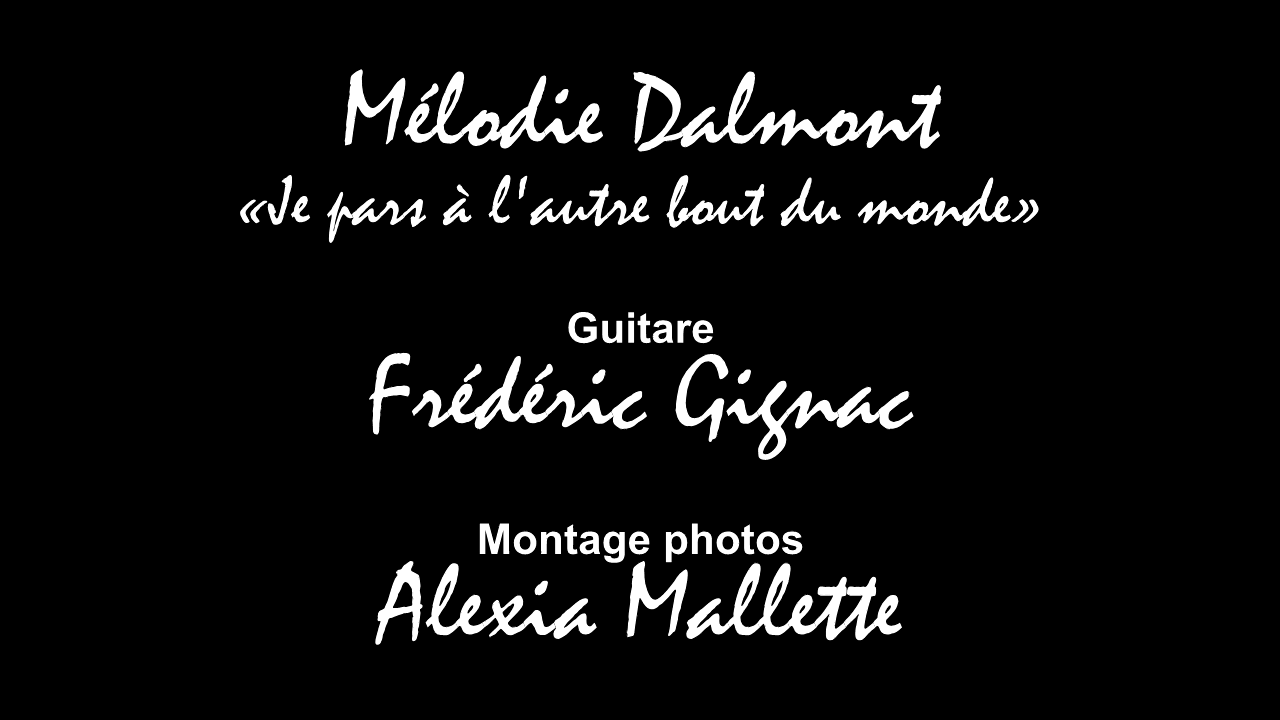 Mélodie Dalmont
«Je pars à l'autre bout du monde»
Guitare
Frédéric Gignac
Montage photos
Alexia Mallette